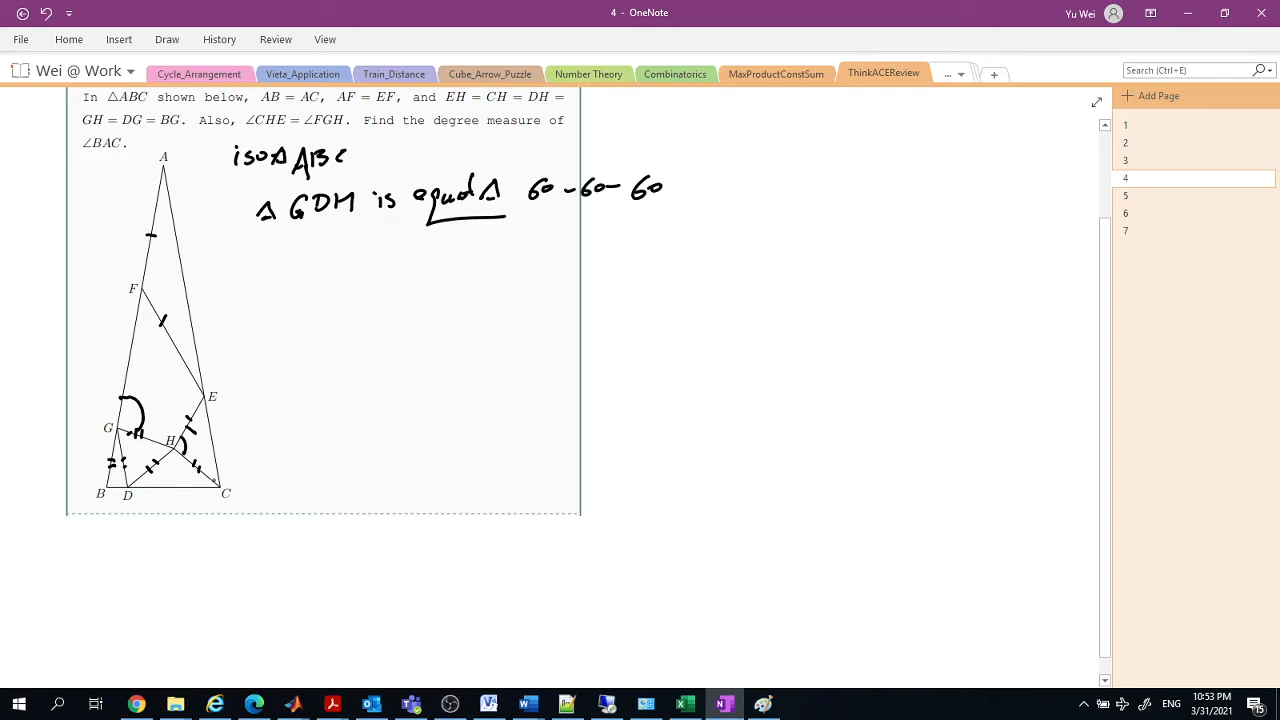 4 - OneNote
Yu Wei
File Home Insert Draw History Review View
Wei @ Work
Cycle_Arrangement Vieta_Application Train_Distance Cube_Arrow_Puzzle Number Theory Combinatorics MaxProductConstSum ThinkACEReview ... +
Search (Ctrl+E)
Add Page
1
2
3
4
5
6
7
In △ABC shown below, AB = AC, AF = EF, and EH = CH = DH =
GH = DG = BG. Also, ∠CHE = ∠FGH. Find the degree measure of
∠BAC.
iso△ABC
△ GDH is equal △ 60 - 60 - 60
A
F
E
G
H
B D C
10:53 PM
ENG
3/31/2021
15